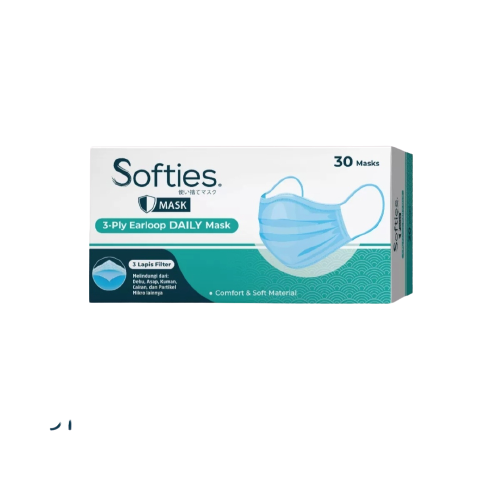 30 Masks
Softies®
使い捨てマスク
MASK
3-Ply Earloop DAILY Mask
3 Lapis Filter
Melindungi dari
Debu, Asap, Kuman,
Cairan, dan Partikel
Mikro lainnya
• Comfort & Soft Material
Softies